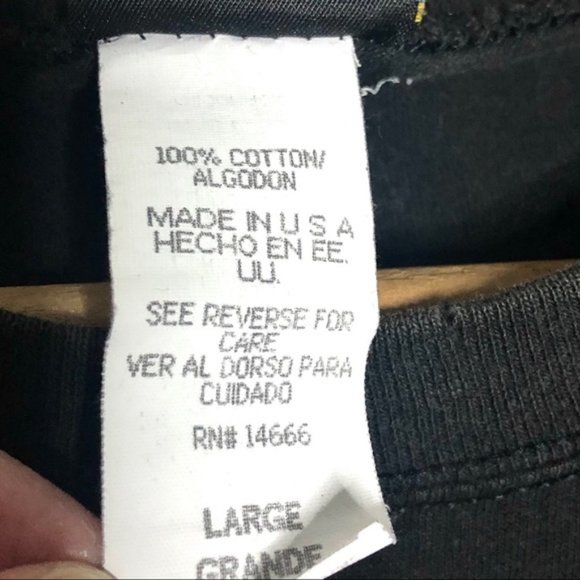 100% COTTON/
ALGODON
MADE IN U S A
HECHO EN EE.
UU.
SEE REVERSE FOR
CARE
VER AL DORSO PARA
CUIDADO
RN# 14666
LARGE
GRANDE